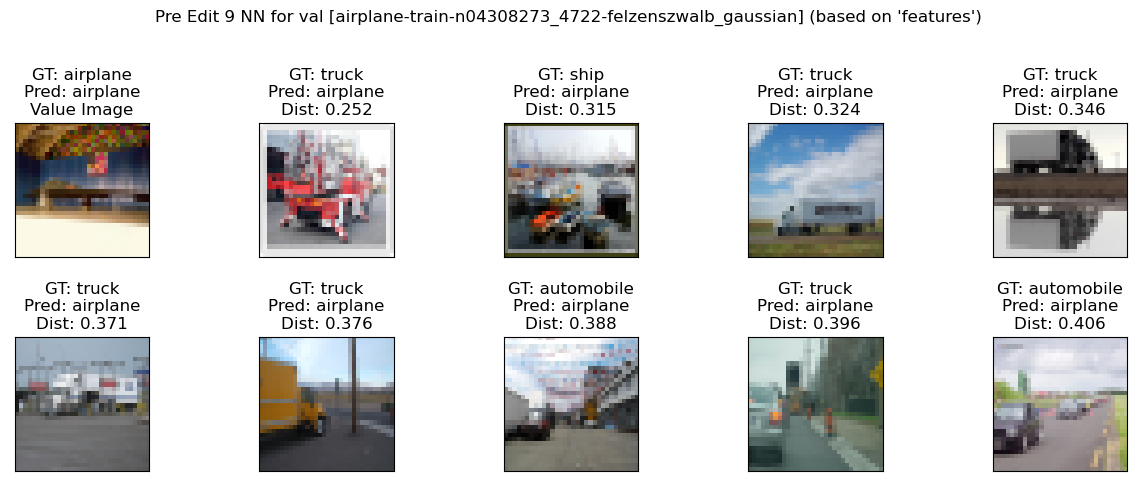 Pre Edit 9 NN for val [airplane-train-n04308273_4722-felzenszwalb_gaussian] (based on 'features')
GT: airplane
Pred: airplane
Value Image
GT: truck
Pred: airplane
Dist: 0.252
GT: ship
Pred: airplane
Dist: 0.315
GT: truck
Pred: airplane
Dist: 0.324
GT: truck
Pred: airplane
Dist: 0.346
GT: truck
Pred: airplane
Dist: 0.371
GT: truck
Pred: airplane
Dist: 0.376
GT: automobile
Pred: airplane
Dist: 0.388
GT: truck
Pred: airplane
Dist: 0.396
GT: automobile
Pred: airplane
Dist: 0.406